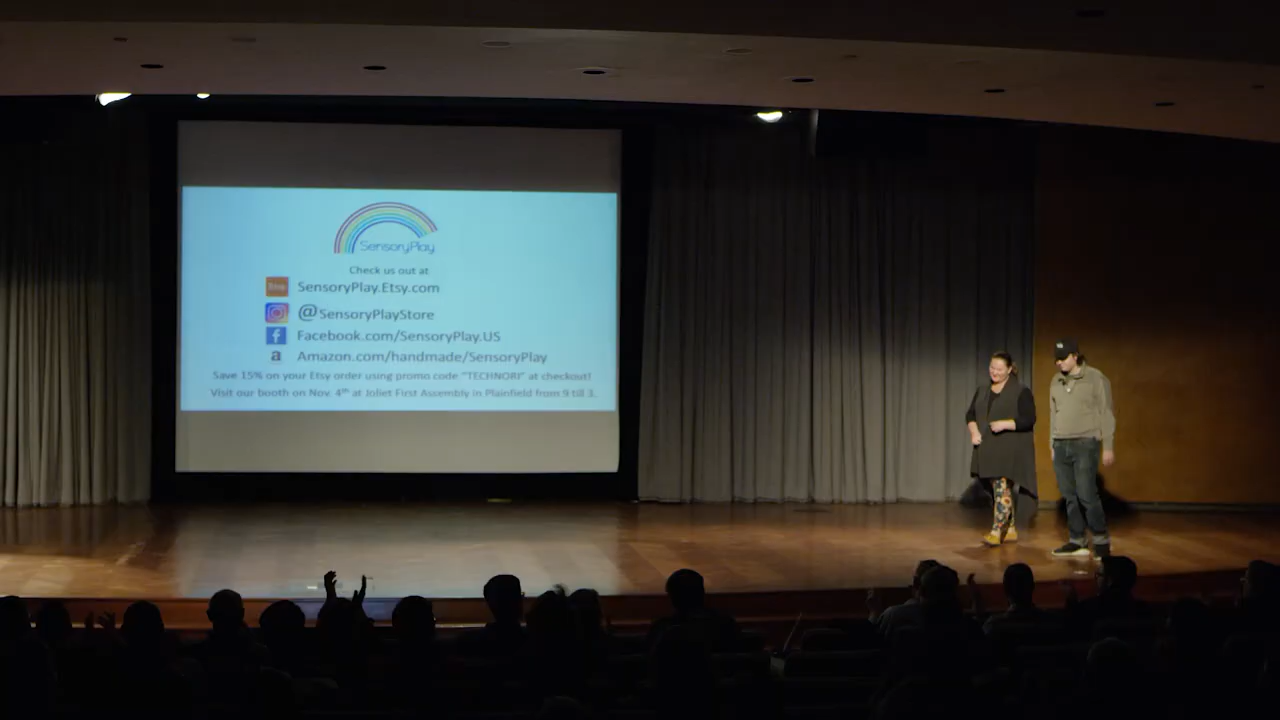 SensoryPlay
Check us out at
Etsy
SensoryPlay.Etsy.com
@SensoryPlayStore
f Facebook.com/SensoryPlay.US
a Amazon.com/handmade/SensoryPlay
Save 15% on your Etsy order using promo code "TECHNORI" at checkout!
Visit our booth on Nov. 4th at Joliet First Assembly in Plainfield from 9 till 3.